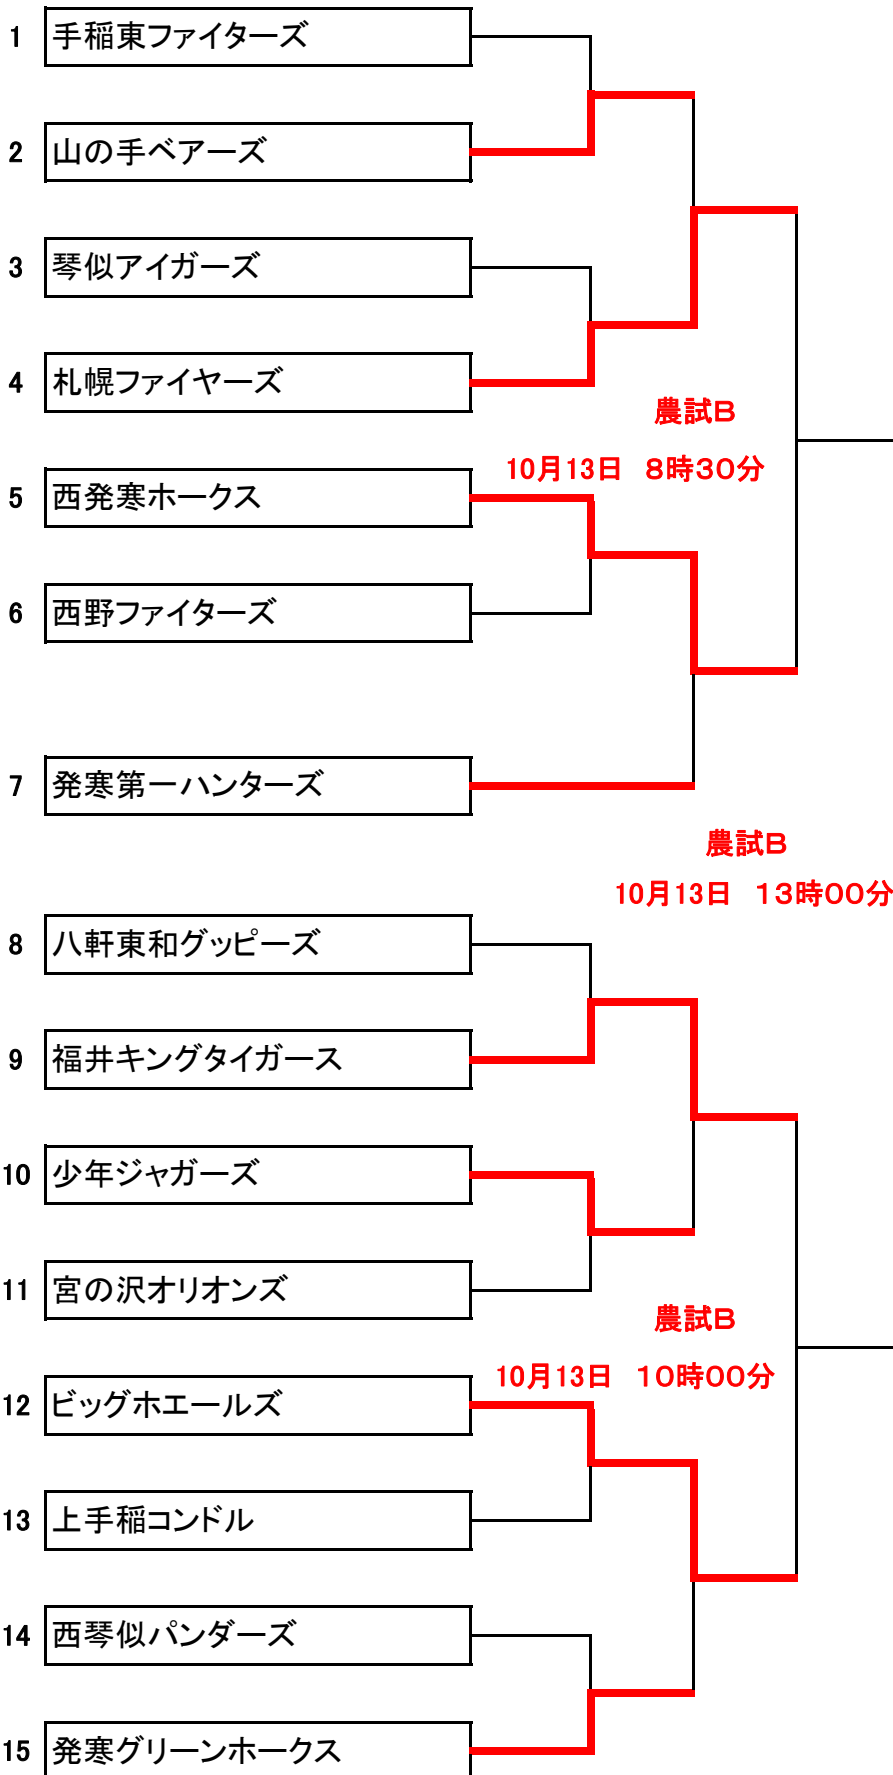 1 手稲東ファイターズ
2 山の手ベアーズ
3 琴似アイガーズ
4 札幌ファイヤーズ
農試B
10月13日 8時30分
5 西発寒ホークス
6 西野ファイターズ
7 発寒第一ハンターズ
農試B
10月13日 13時00分
8 八軒東和グッピーズ
9 福井キングタイガース
10 少年ジャガーズ
11 宮の沢オリオンズ
農試B
10月13日 10時00分
12 ビッグホエールズ
13 上手稲コンドル
14 西琴似パンダーズ
15 発寒グリーンホークス